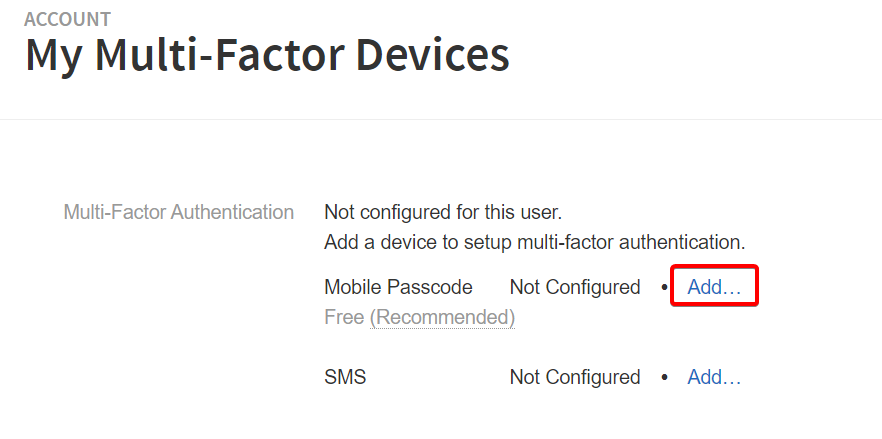 ACCOUNT
My Multi-Factor Devices
Multi-Factor Authentication
Not configured for this user.
Add a device to setup multi-factor authentication.
Mobile Passcode Not Configured • Add…
Free (Recommended)
SMS Not Configured • Add…